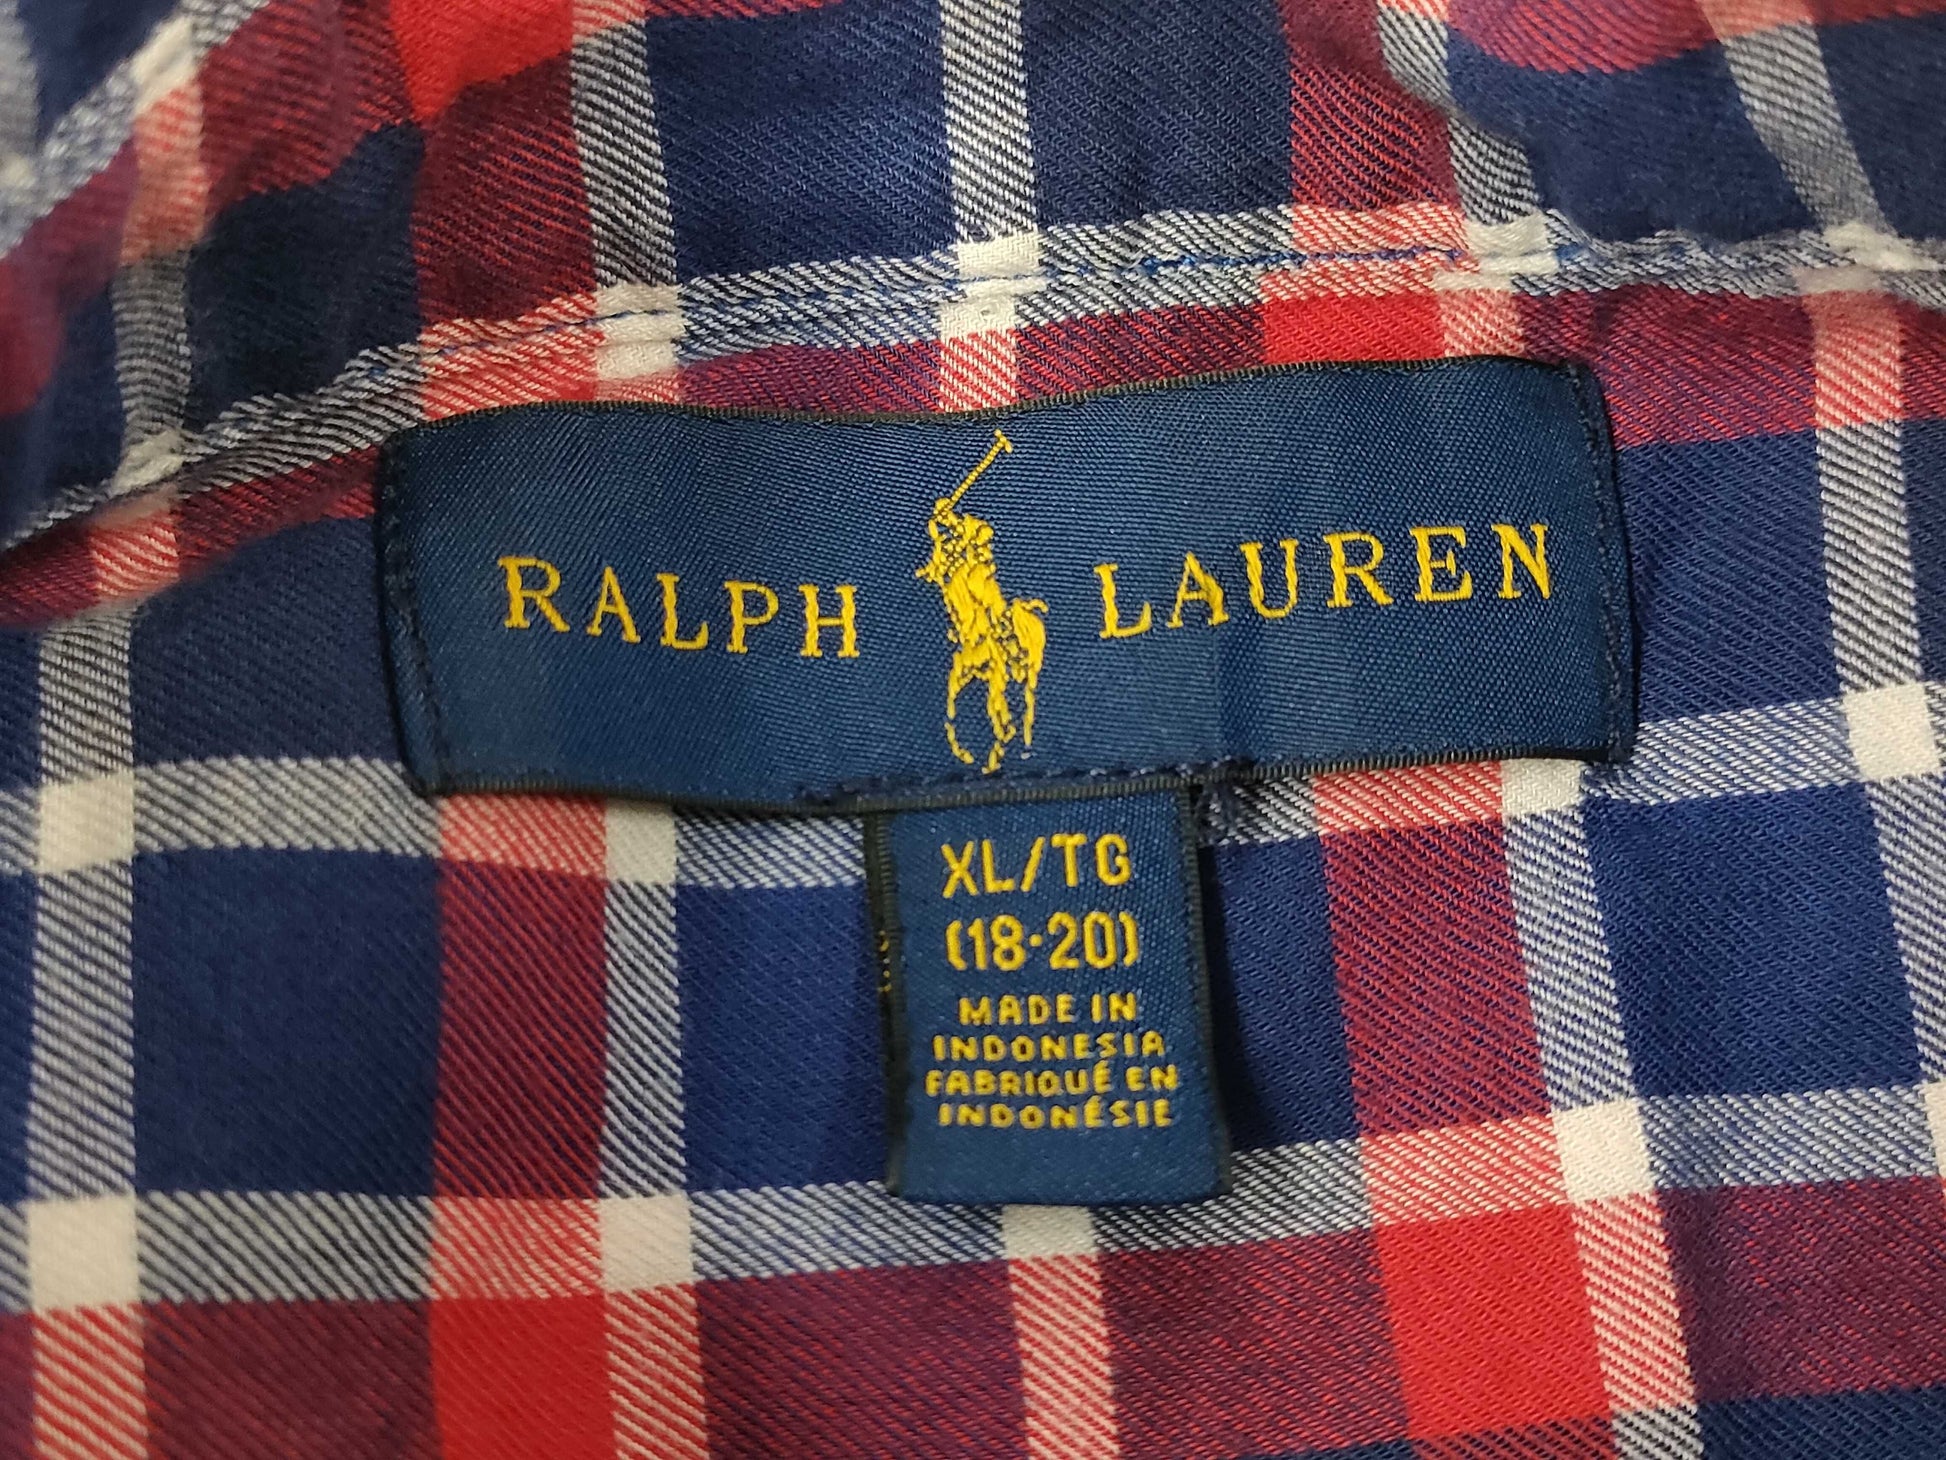 RALPH LAUREN
XL/TG
(18-20)
MADE IN
INDONESIA
FABRIQUÉ EN
INDONÉSIE